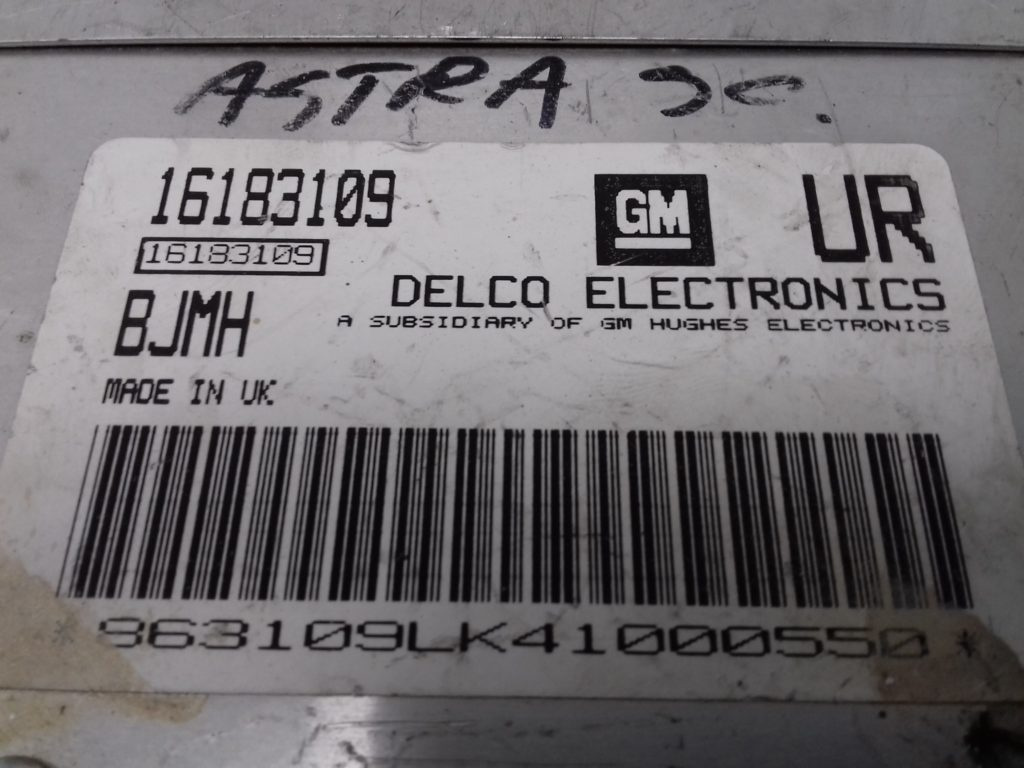 ASTRA
16183109
16183109
BJMH
MADE IN UK
GM
UR
DELCO ELECTRONICS
A SUBSIDIARY OF GM HUGHES ELECTRONICS
*963109LK41000550*